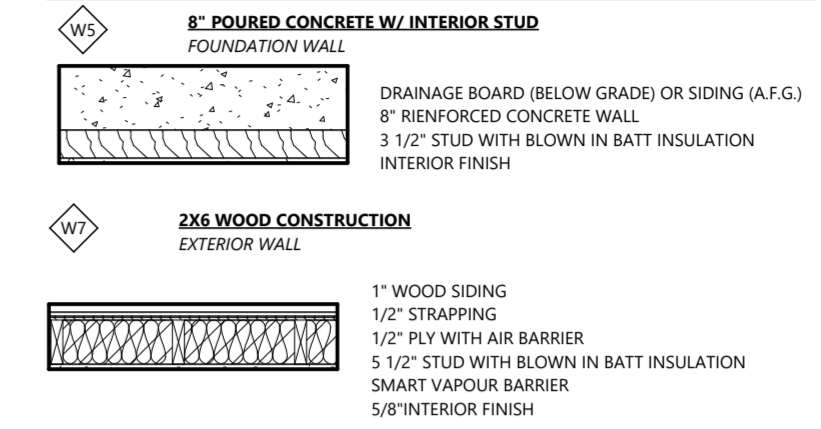 W5
8" POURED CONCRETE W/ INTERIOR STUD
FOUNDATION WALL
DRAINAGE BOARD (BELOW GRADE) OR SIDING (A.F.G.)
8" RIENFORCED CONCRETE WALL
3 1/2" STUD WITH BLOWN IN BATT INSULATION
INTERIOR FINISH
W7
2X6 WOOD CONSTRUCTION
EXTERIOR WALL
1" WOOD SIDING
1/2" STRAPPING
1/2" PLY WITH AIR BARRIER
5 1/2" STUD WITH BLOWN IN BATT INSULATION
SMART VAPOUR BARRIER
5/8"INTERIOR FINISH